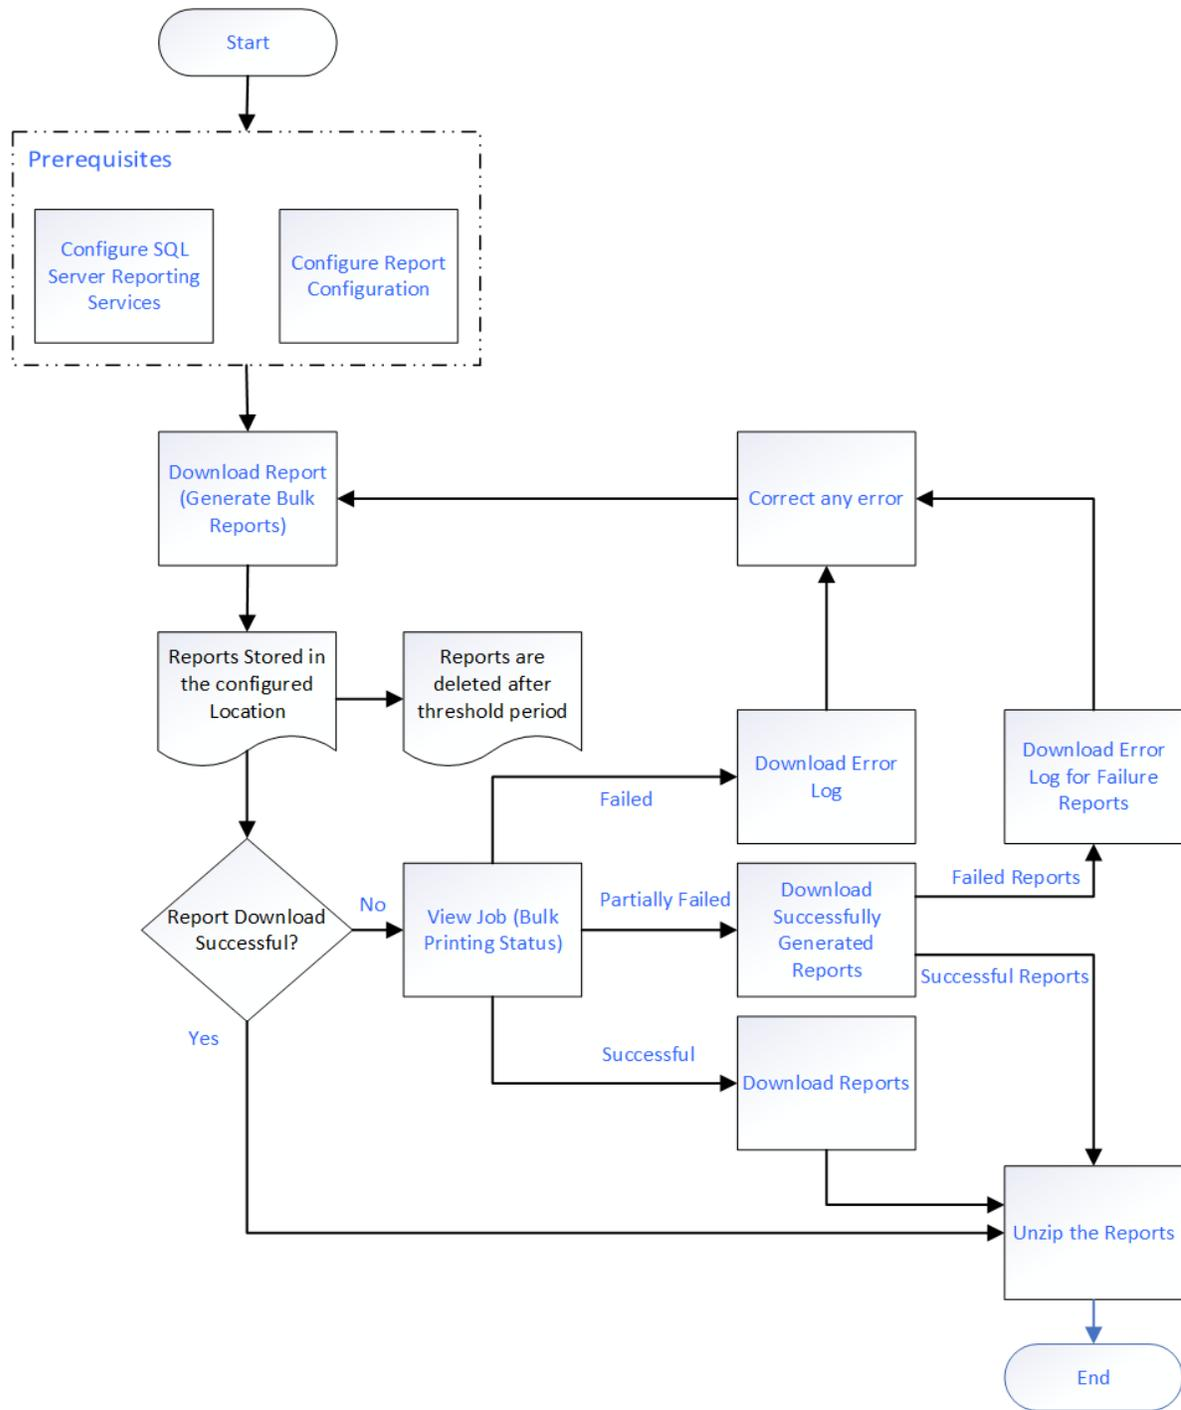 Start
Prerequisites
Configure SQL
Server Reporting
Services
Configure Report
Configuration
Download Report
(Generate Bulk
Reports)
Correct any error
Reports Stored in
the configured
Location
Reports are
deleted after
threshold period
Download Error
Log
Download Error
Log for Failure
Reports
Failed
Report Download
Successful?
No
View Job (Bulk
Printing Status)
Partially Failed
Download
Successfully
Generated
Reports
Failed Reports
Successful Reports
Yes
Successful
Download Reports
Unzip the Reports
End